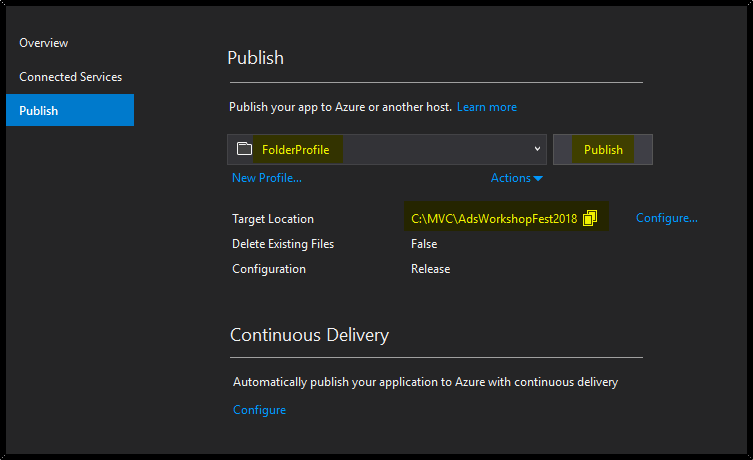 Overview
Connected Services
Publish
Publish
Publish your app to Azure or another host. Learn more
FolderProfile
Publish
New Profile...
Actions
Target Location C:\MVC\AdsWorkshopFest2018 Configure...
Delete Existing Files False
Configuration Release
Continuous Delivery
Automatically publish your application to Azure with continuous delivery
Configure